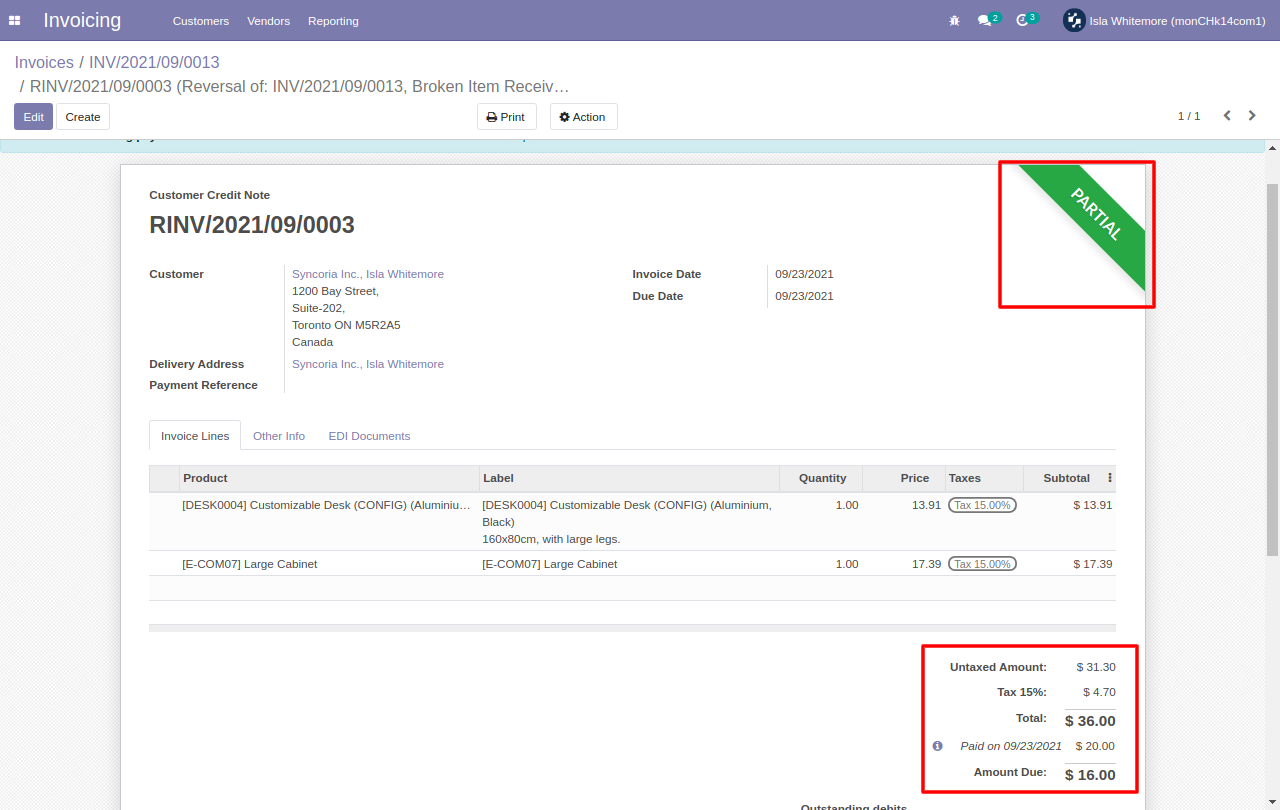 Invoicing
Customers
Vendors
Reporting
2
3
Isla Whitemore (monCHk14com1)
Invoices / INV/2021/09/0013
/ RINV/2021/09/0003 (Reversal of: INV/2021/09/0013, Broken Item Receiv…
Edit
Create
Print
Action
1 / 1
PARTIAL
Customer Credit Note
RINV/2021/09/0003
Customer
Syncoria Inc., Isla Whitemore
1200 Bay Street,
Suite-202,
Toronto ON M5R2A5
Canada
Invoice Date 09/23/2021
Due Date 09/23/2021
Delivery Address Syncoria Inc., Isla Whitemore
Payment Reference
Invoice Lines
Other Info
EDI Documents
Product Label Quantity Price Taxes Subtotal
[DESK0004] Customizable Desk (CONFIG) (Aluminiu… [DESK0004] Customizable Desk (CONFIG) (Aluminium, 1.00 13.91 Tax 15.00% $ 13.91
Black)
160x80cm, with large legs.
[E-COM07] Large Cabinet [E-COM07] Large Cabinet 1.00 17.39 Tax 15.00% $ 17.39
Untaxed Amount: $ 31.30
Tax 15%: $ 4.70
Total: $ 36.00
Paid on 09/23/2021 $ 20.00
Amount Due: $ 16.00
Outstanding debits